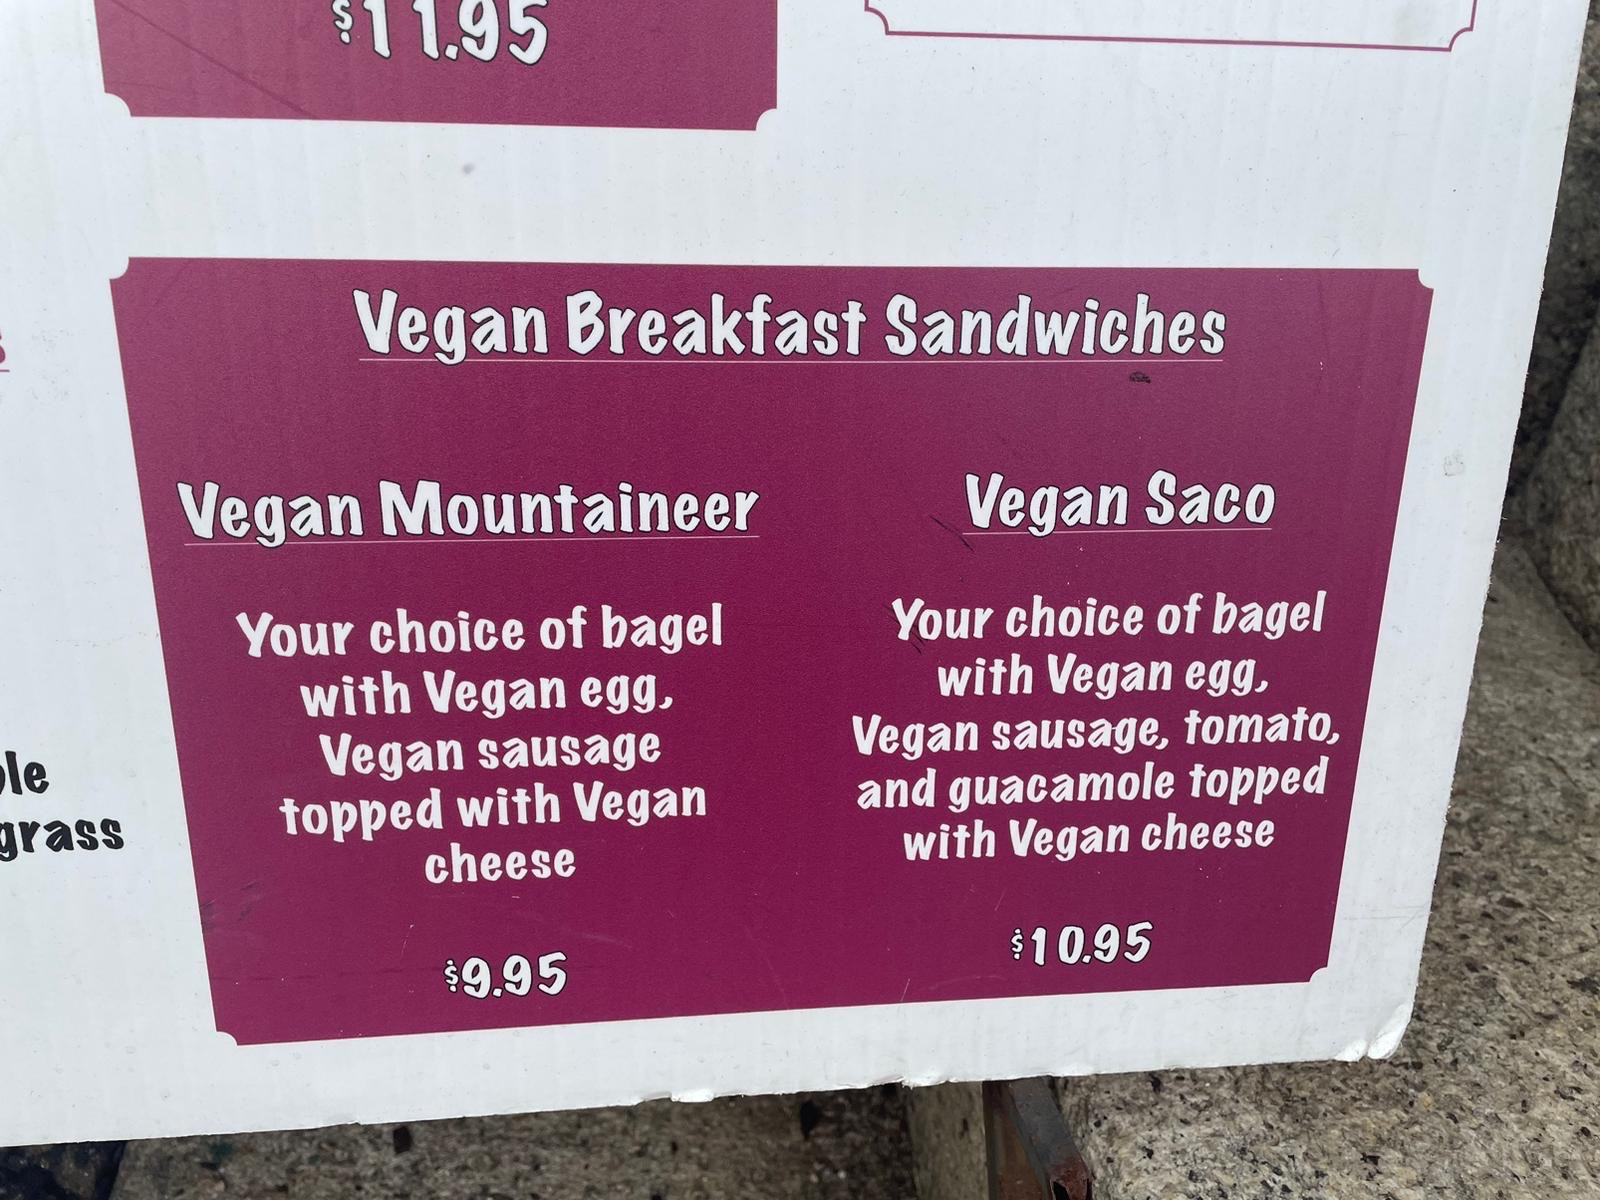 $11.95
Vegan Breakfast Sandwiches
Vegan Mountaineer
Your choice of bagel
with Vegan egg,
Vegan sausage
topped with Vegan
cheese
$9.95
Vegan Saco
Your choice of bagel
with Vegan egg,
Vegan sausage, tomato,
and guacamole topped
with Vegan cheese
$10.95
grass